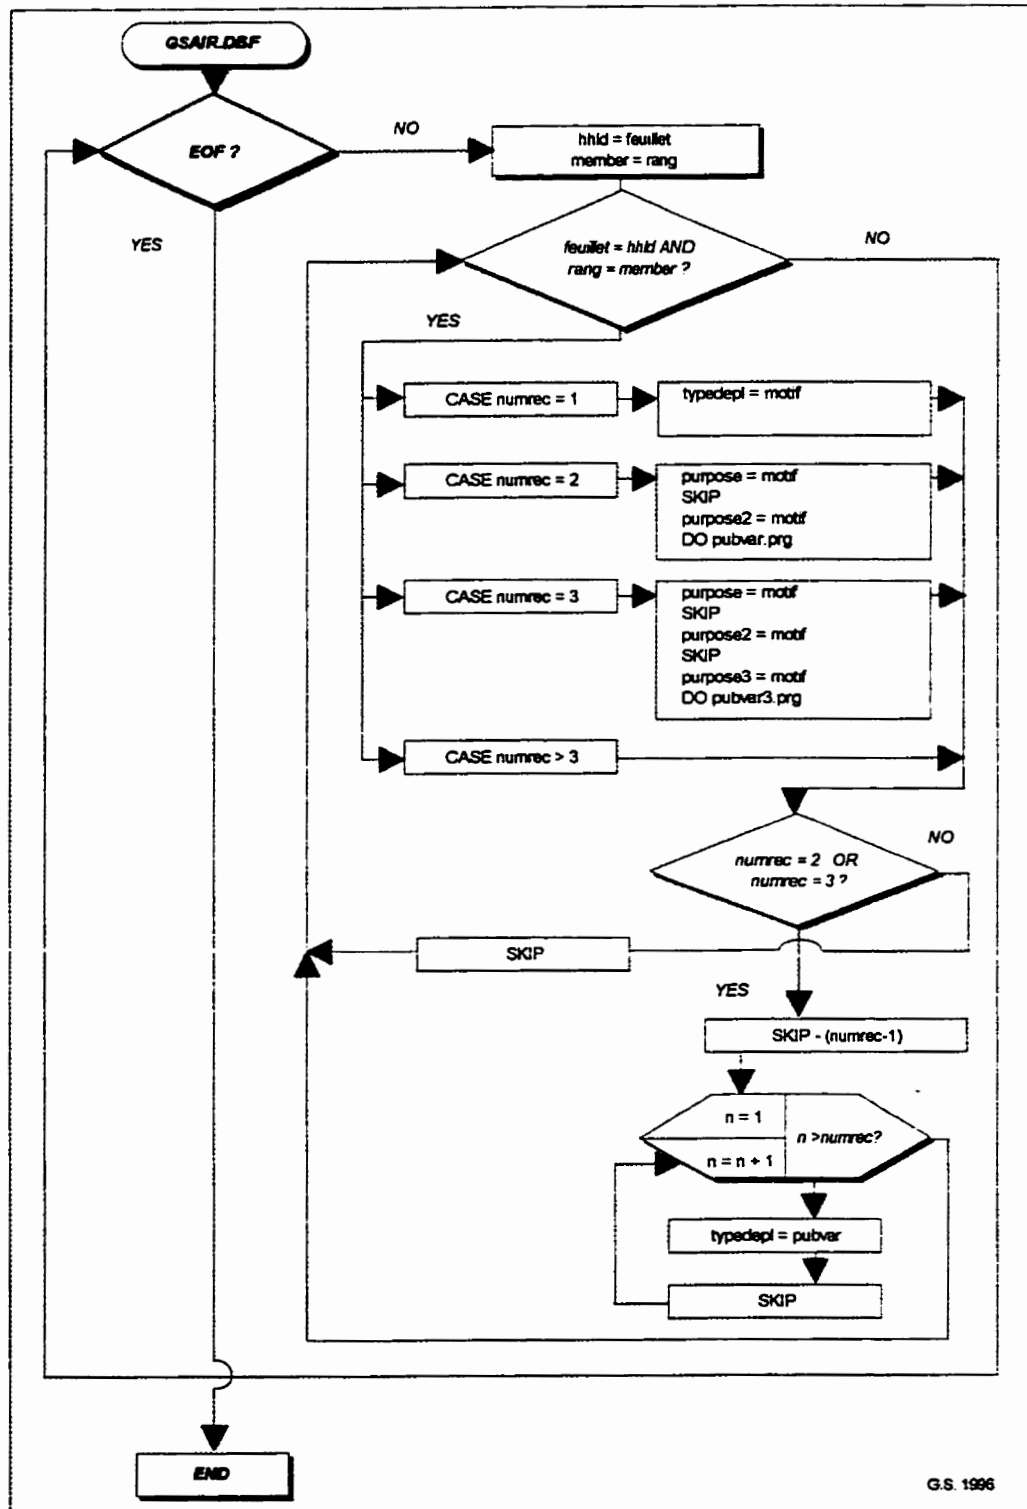 GSAIR.DBF
EOF ?
NO
hhid = feuillet
member = rang
YES
feuillet = hhid AND
rang = member ?
NO
YES
CASE numrec = 1
typedepl = motif
CASE numrec = 2
purpose = motif
SKIP
purpose2 = motif
DO pubvar.prg
CASE numrec = 3
purpose = motif
SKIP
purpose2 = motif
SKIP
purpose3 = motif
DO pubvar3.prg
CASE numrec > 3
numrec = 2 OR
numrec = 3 ?
NO
SKIP
YES
SKIP - (numrec-1)
n = 1
n >numrec?
n = n + 1
typedepl = pubvar
SKIP
END
G.S. 1996